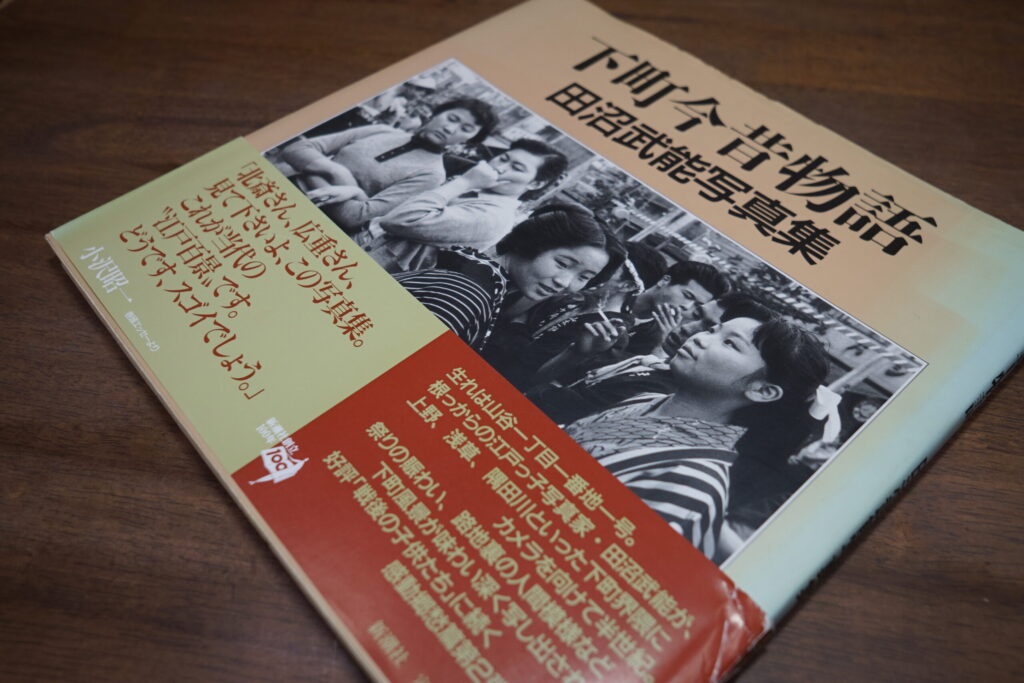 下町今昔物語
田沼武能写真集
「北斎さん、広重さん、
見て下さいよ、この写真集。
これが当代の
“江戸百景”です。
どうです、スゴイでしょう。」
小沢昭一
生れは山谷一丁目一番地一号。
根っからの江戸っ子写真家・田沼武能が、
上野、浅草、隅田川といった下町界隈に
カメラを向けて半世紀。
祭りの賑わい、路地裏の人間模様など
下町風景が味わい深く写し出され
好評「戦後の子供たち」に続く
感動爆放第2
新潮社
100